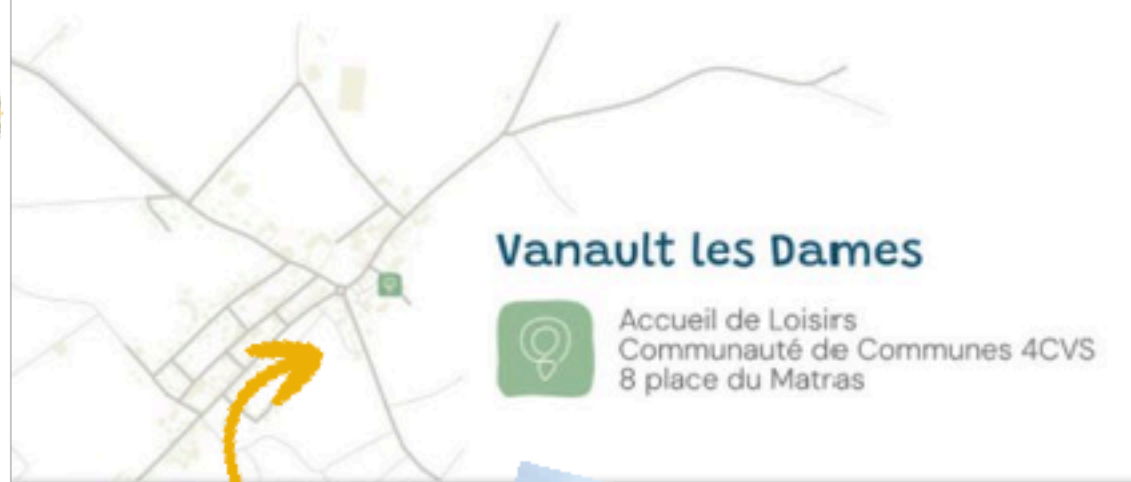 Vanault les Dames
Accueil de Loisirs
Communauté de Communes 4CVS
8 place du Matras